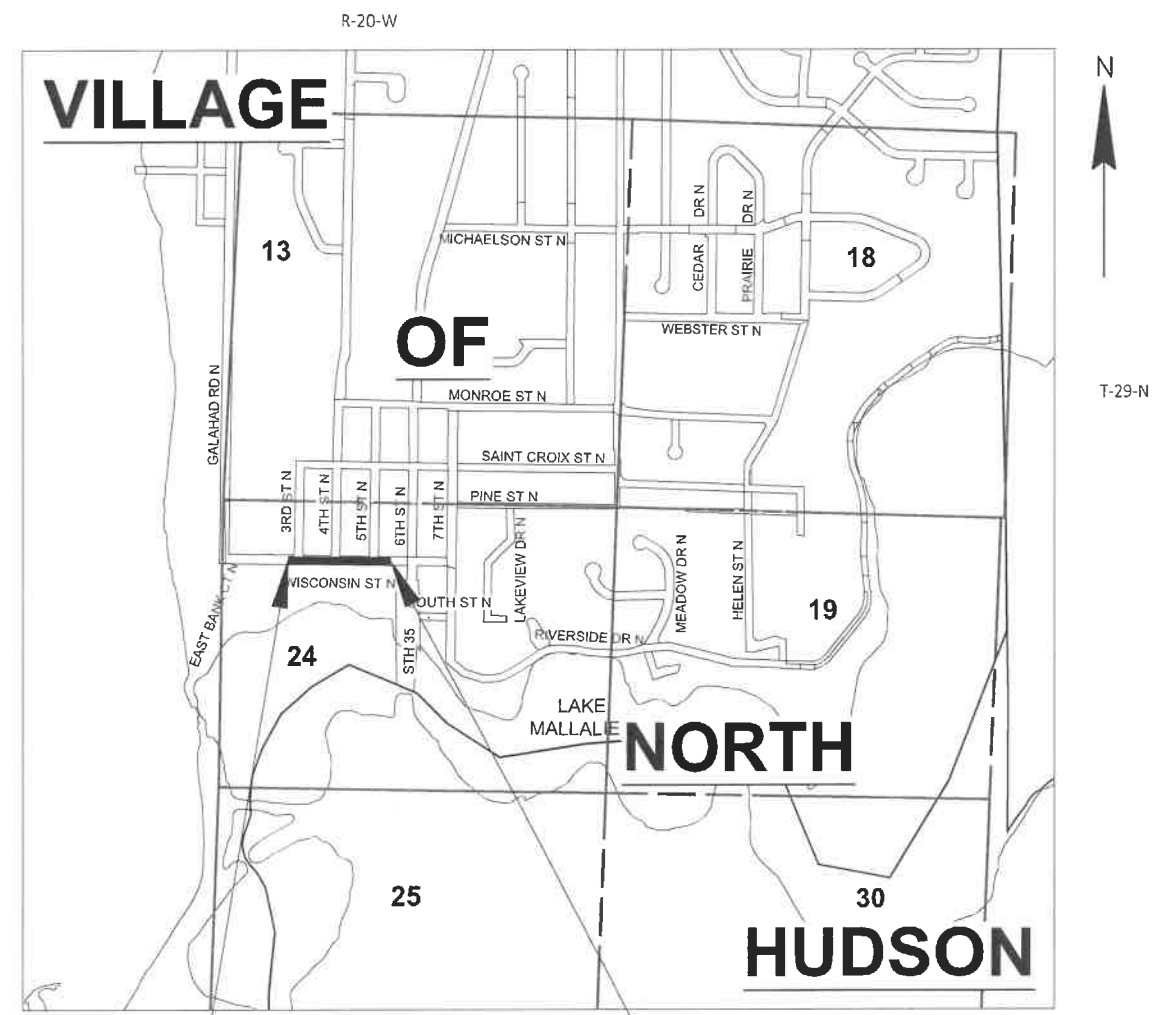 R-20-W
N
VILLAGE
13
18
MICHAELSON ST N
CEDAR DR N
PRAIRIE DR N
OF
WEBSTER ST N
T-29-N
GALAHAD RD N
MONROE ST N
SAINT CROIX ST N
PINE ST N
3RD ST N
4TH ST N
5TH ST N
6TH ST N
7TH ST N
LAKEVIEW DR N
MEADOW DR N
HELEN ST N
WISCONSIN ST N
OUTH ST N
EAST BANK CT N
19
RIVERSIDE DR N
24
STH 35
LAKE
MALLALIE
NORTH
25
30
HUDSON